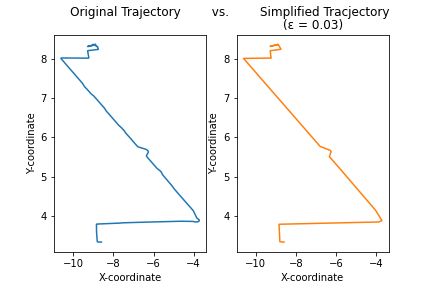 Original Trajectory vs. Simplified Tracjectory
(ε = 0.03)
Y-coordinate
8
7
6
5
4
−10 −8 −6 −4
X-coordinate
Y-coordinate
8
7
6
5
4
−10 −8 −6 −4
X-coordinate